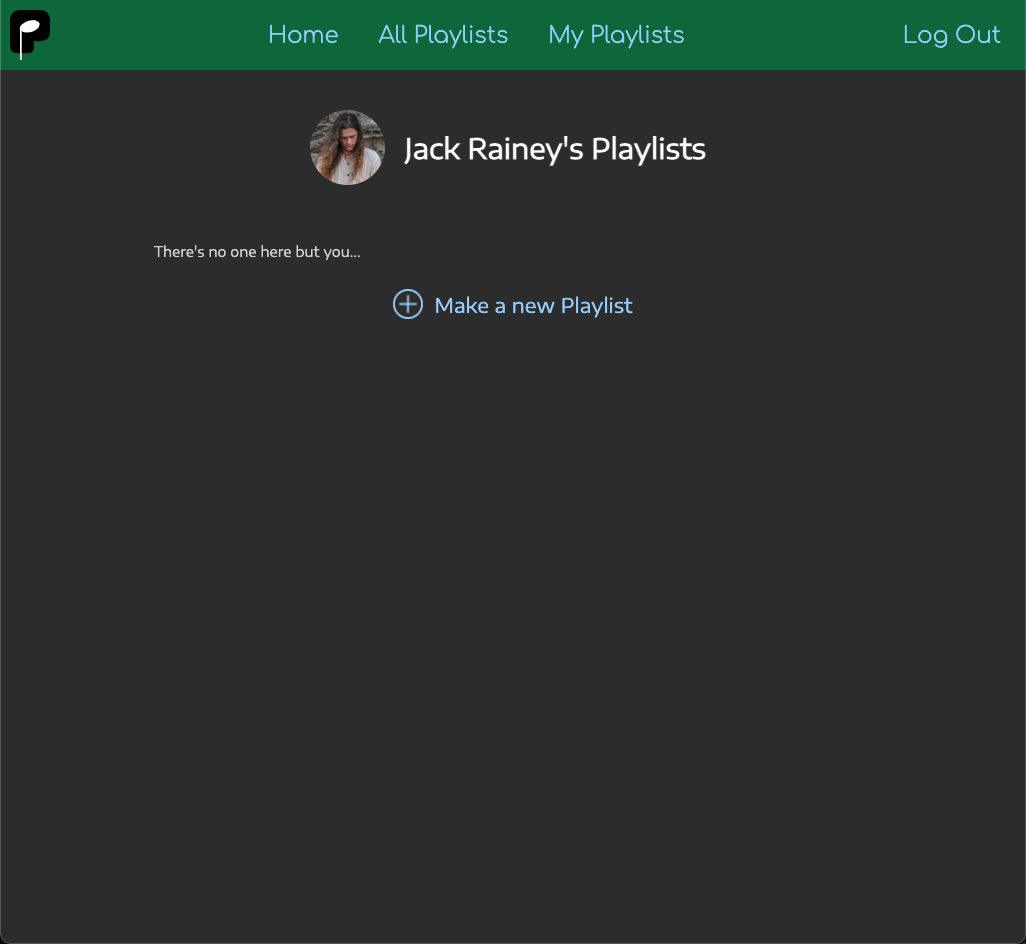 Home All Playlists My Playlists Log Out
Jack Rainey's Playlists
There's no one here but you...
Make a new Playlist